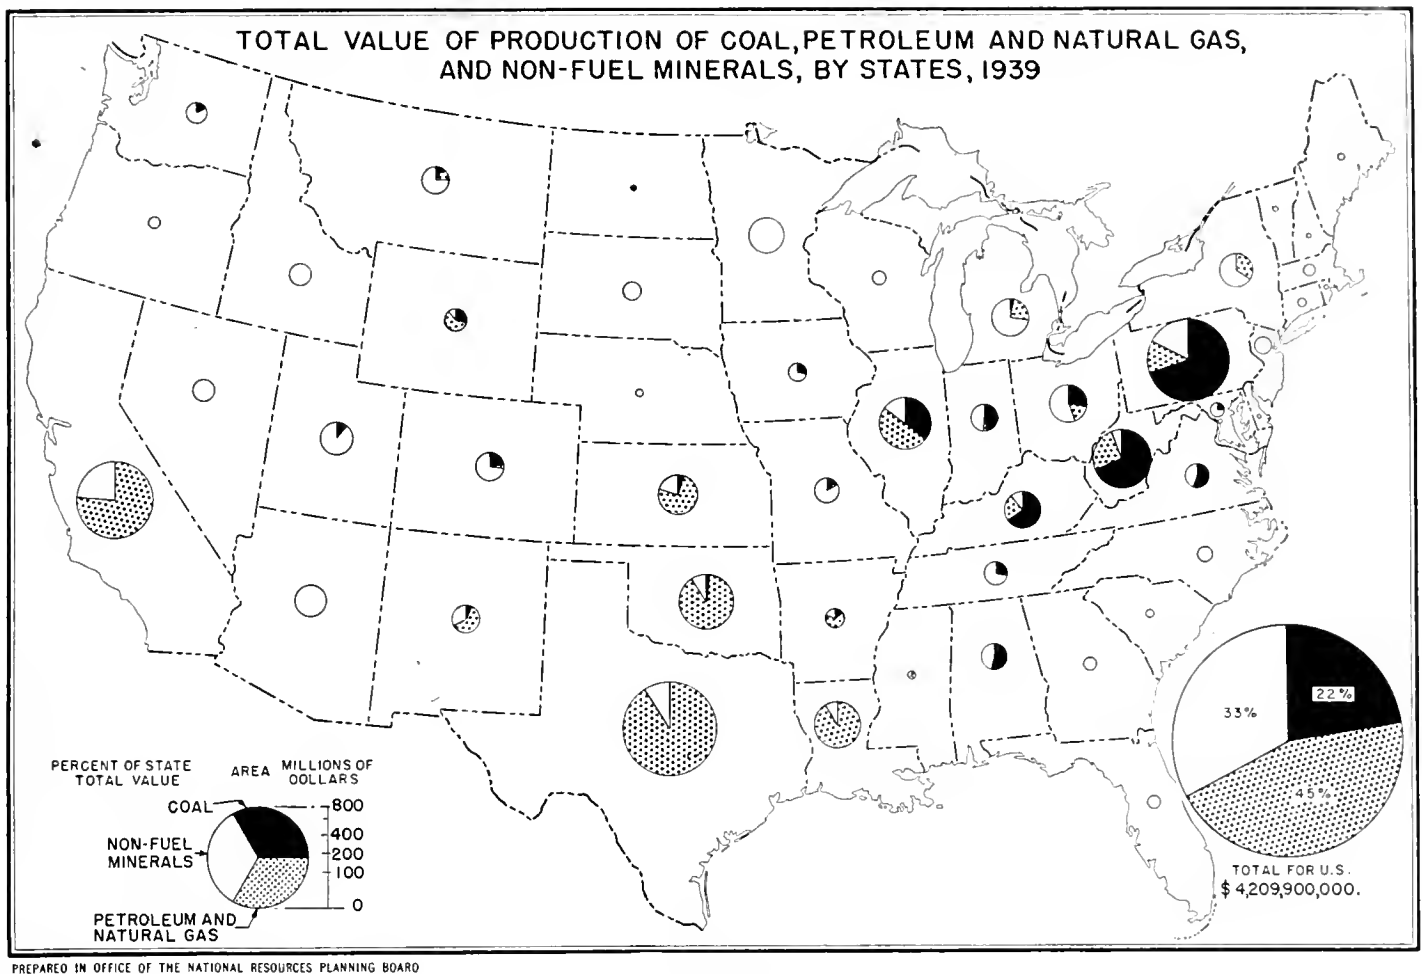 TOTAL VALUE OF PRODUCTION OF COAL, PETROLEUM AND NATURAL GAS,
AND NON-FUEL MINERALS, BY STATES, 1939
22%
33%
45%
TOTAL FOR U.S.
$ 4,209,900,000.
PERCENT OF STATE
TOTAL VALUE
AREA MILLIONS OF
DOLLARS
COAL
NON-FUEL
MINERALS
PETROLEUM AND
NATURAL GAS
800
400
200
100
0
PREPARED IN OFFICE OF THE NATIONAL RESOURCES PLANNING BOARD